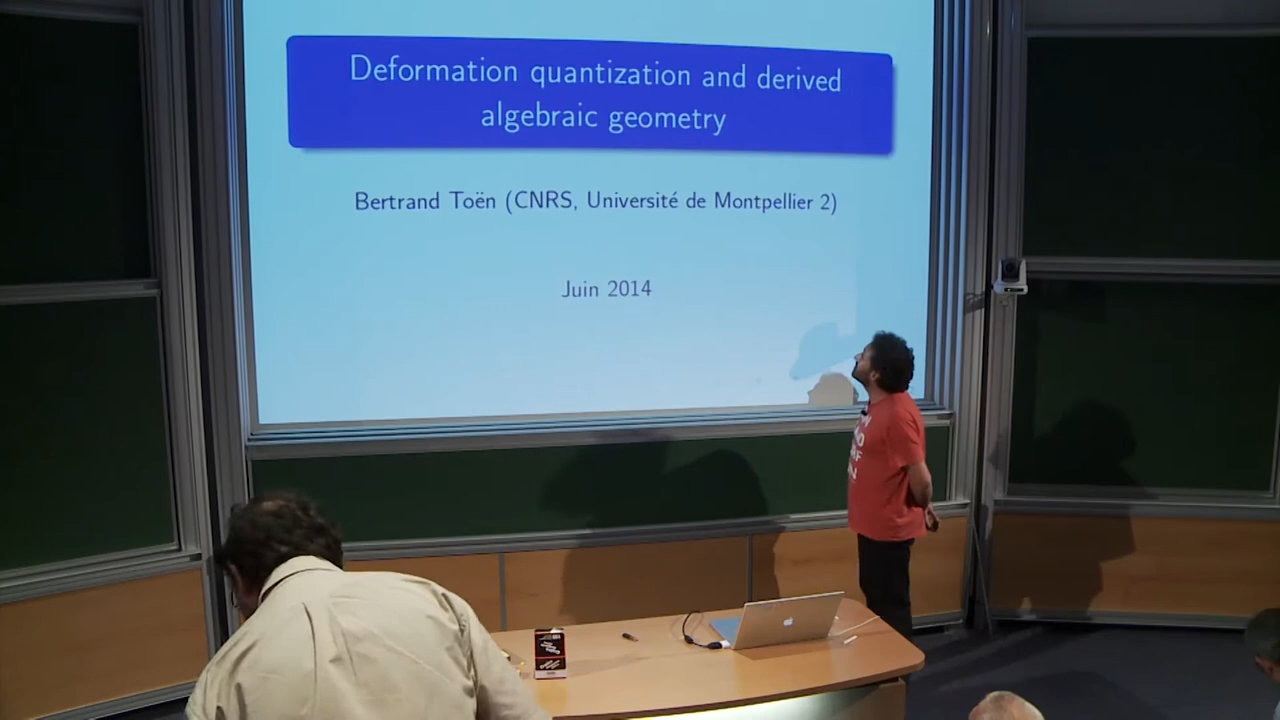 Deformation quantization and derived
algebraic geometry
Bertrand Toën (CNRS, Université de Montpellier 2)
Juin 2014